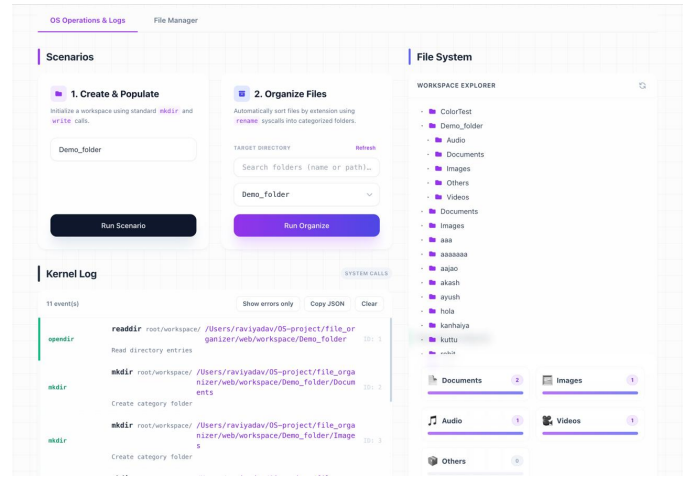 OS Operations & Logs
File Manager
Scenarios
1. Create & Populate
Initialize a workspace using standard mkdir and
write calls.
Demo_folder
Run Scenario
2. Organize Files
Automatically sort files by extension using
rename syscalls into categorized folders.
TARGET DIRECTORY
Refresh
Search folders (name or path)…
Demo_folder
Run Organize
Kernel Log
SYSTEM CALLS
11 event(s)
Show errors only
Copy JSON
Clear
opendir
readdir root/workspace/ /Users/raviyadav/OS-project/file_or
ganizer/web/workspace/Demo_folder
ID: 1
Read directory entries
mkdir
mkdir root/workspace/ /Users/raviyadav/OS-project/file_orga
nizer/web/workspace/Demo_folder/Docum
ents
ID: 1
Create category folder
mkdir
mkdir root/workspace/ /Users/raviyadav/OS-project/file_orga
nizer/web/workspace/Demo_folder/Image
s
ID: 1
Create category folder
File System
WORKSPACE EXPLORER
ColorTest
Demo_folder
Audio
Documents
Images
Others
Videos
Documents
Images
aaa
aaaaaaa
aajao
akash
ayush
hola
kanhaiya
kuttu
Documents 2
Images 1
Audio 1
Videos 1
Others 0